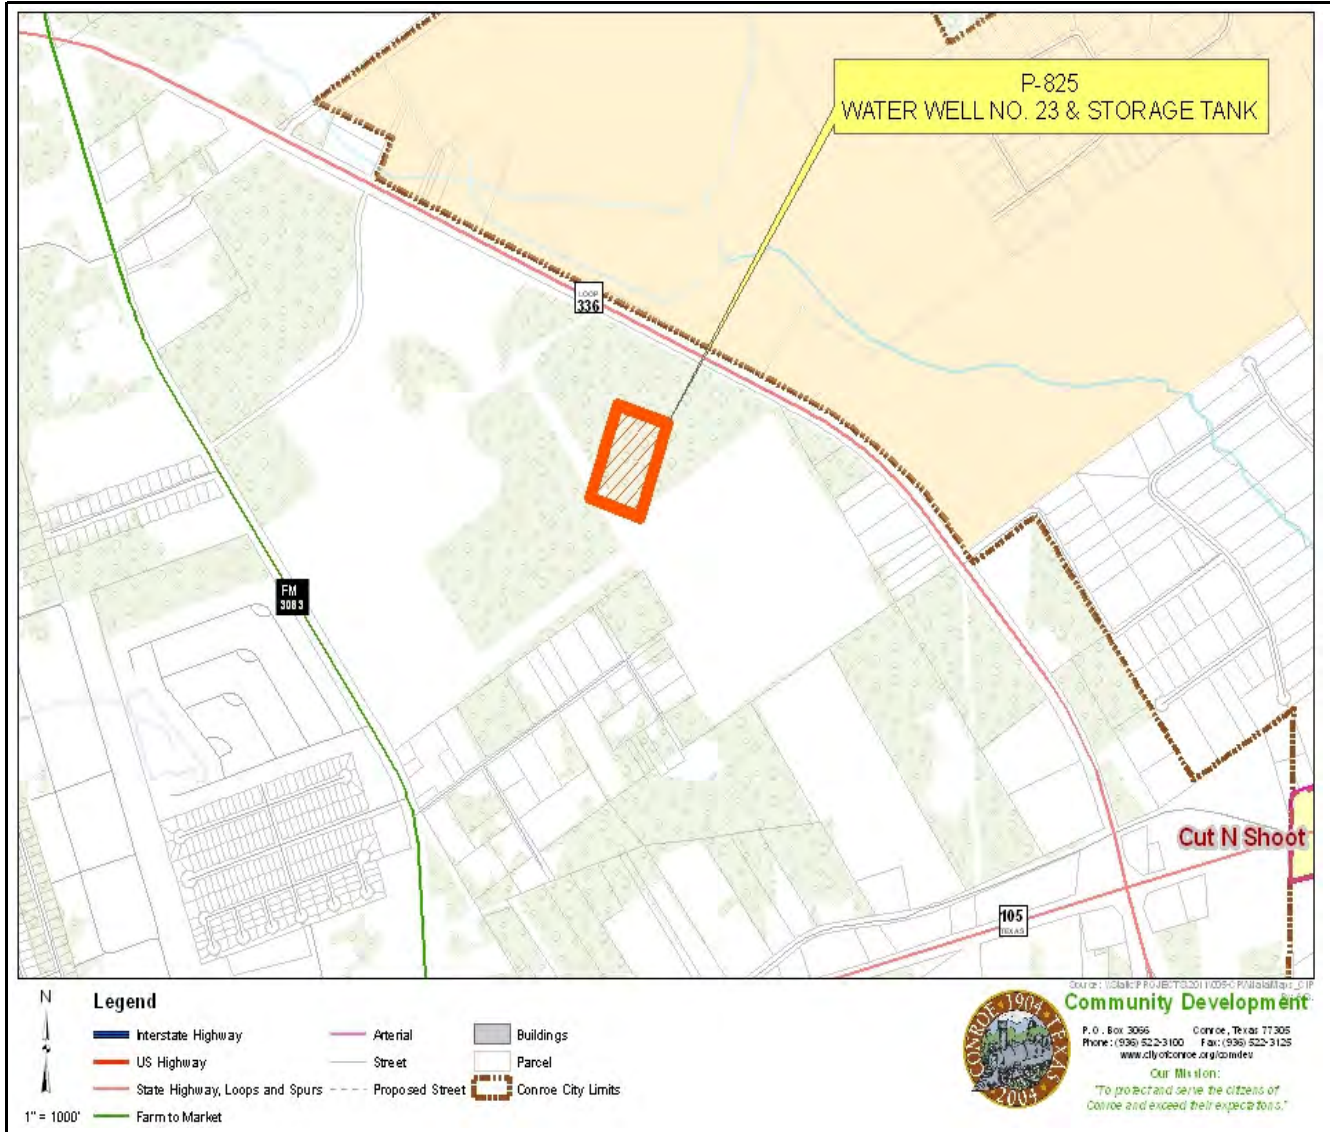 P-825
WATER WELL NO. 23 & STORAGE TANK
LOOP
336
FM
3083
Cut N Shoot
105
TEXAS
N
1" = 1000'
Legend
Interstate Highway
US Highway
State Highway, Loops and Spurs
Farm to Market
Arterial
Street
Proposed Street
Buildings
Parcel
Conroe City Limits
CONROE 1904 TEXAS
2004
Community Development
P.O. Box 3066 Conroe, Texas 77305
Phone: (936) 522-3100 Fax: (936) 522-3125
www.cityofconroe.org/comdev
Our Mission:
"To protect and serve the citizens of
Conroe and exceed their expectations."